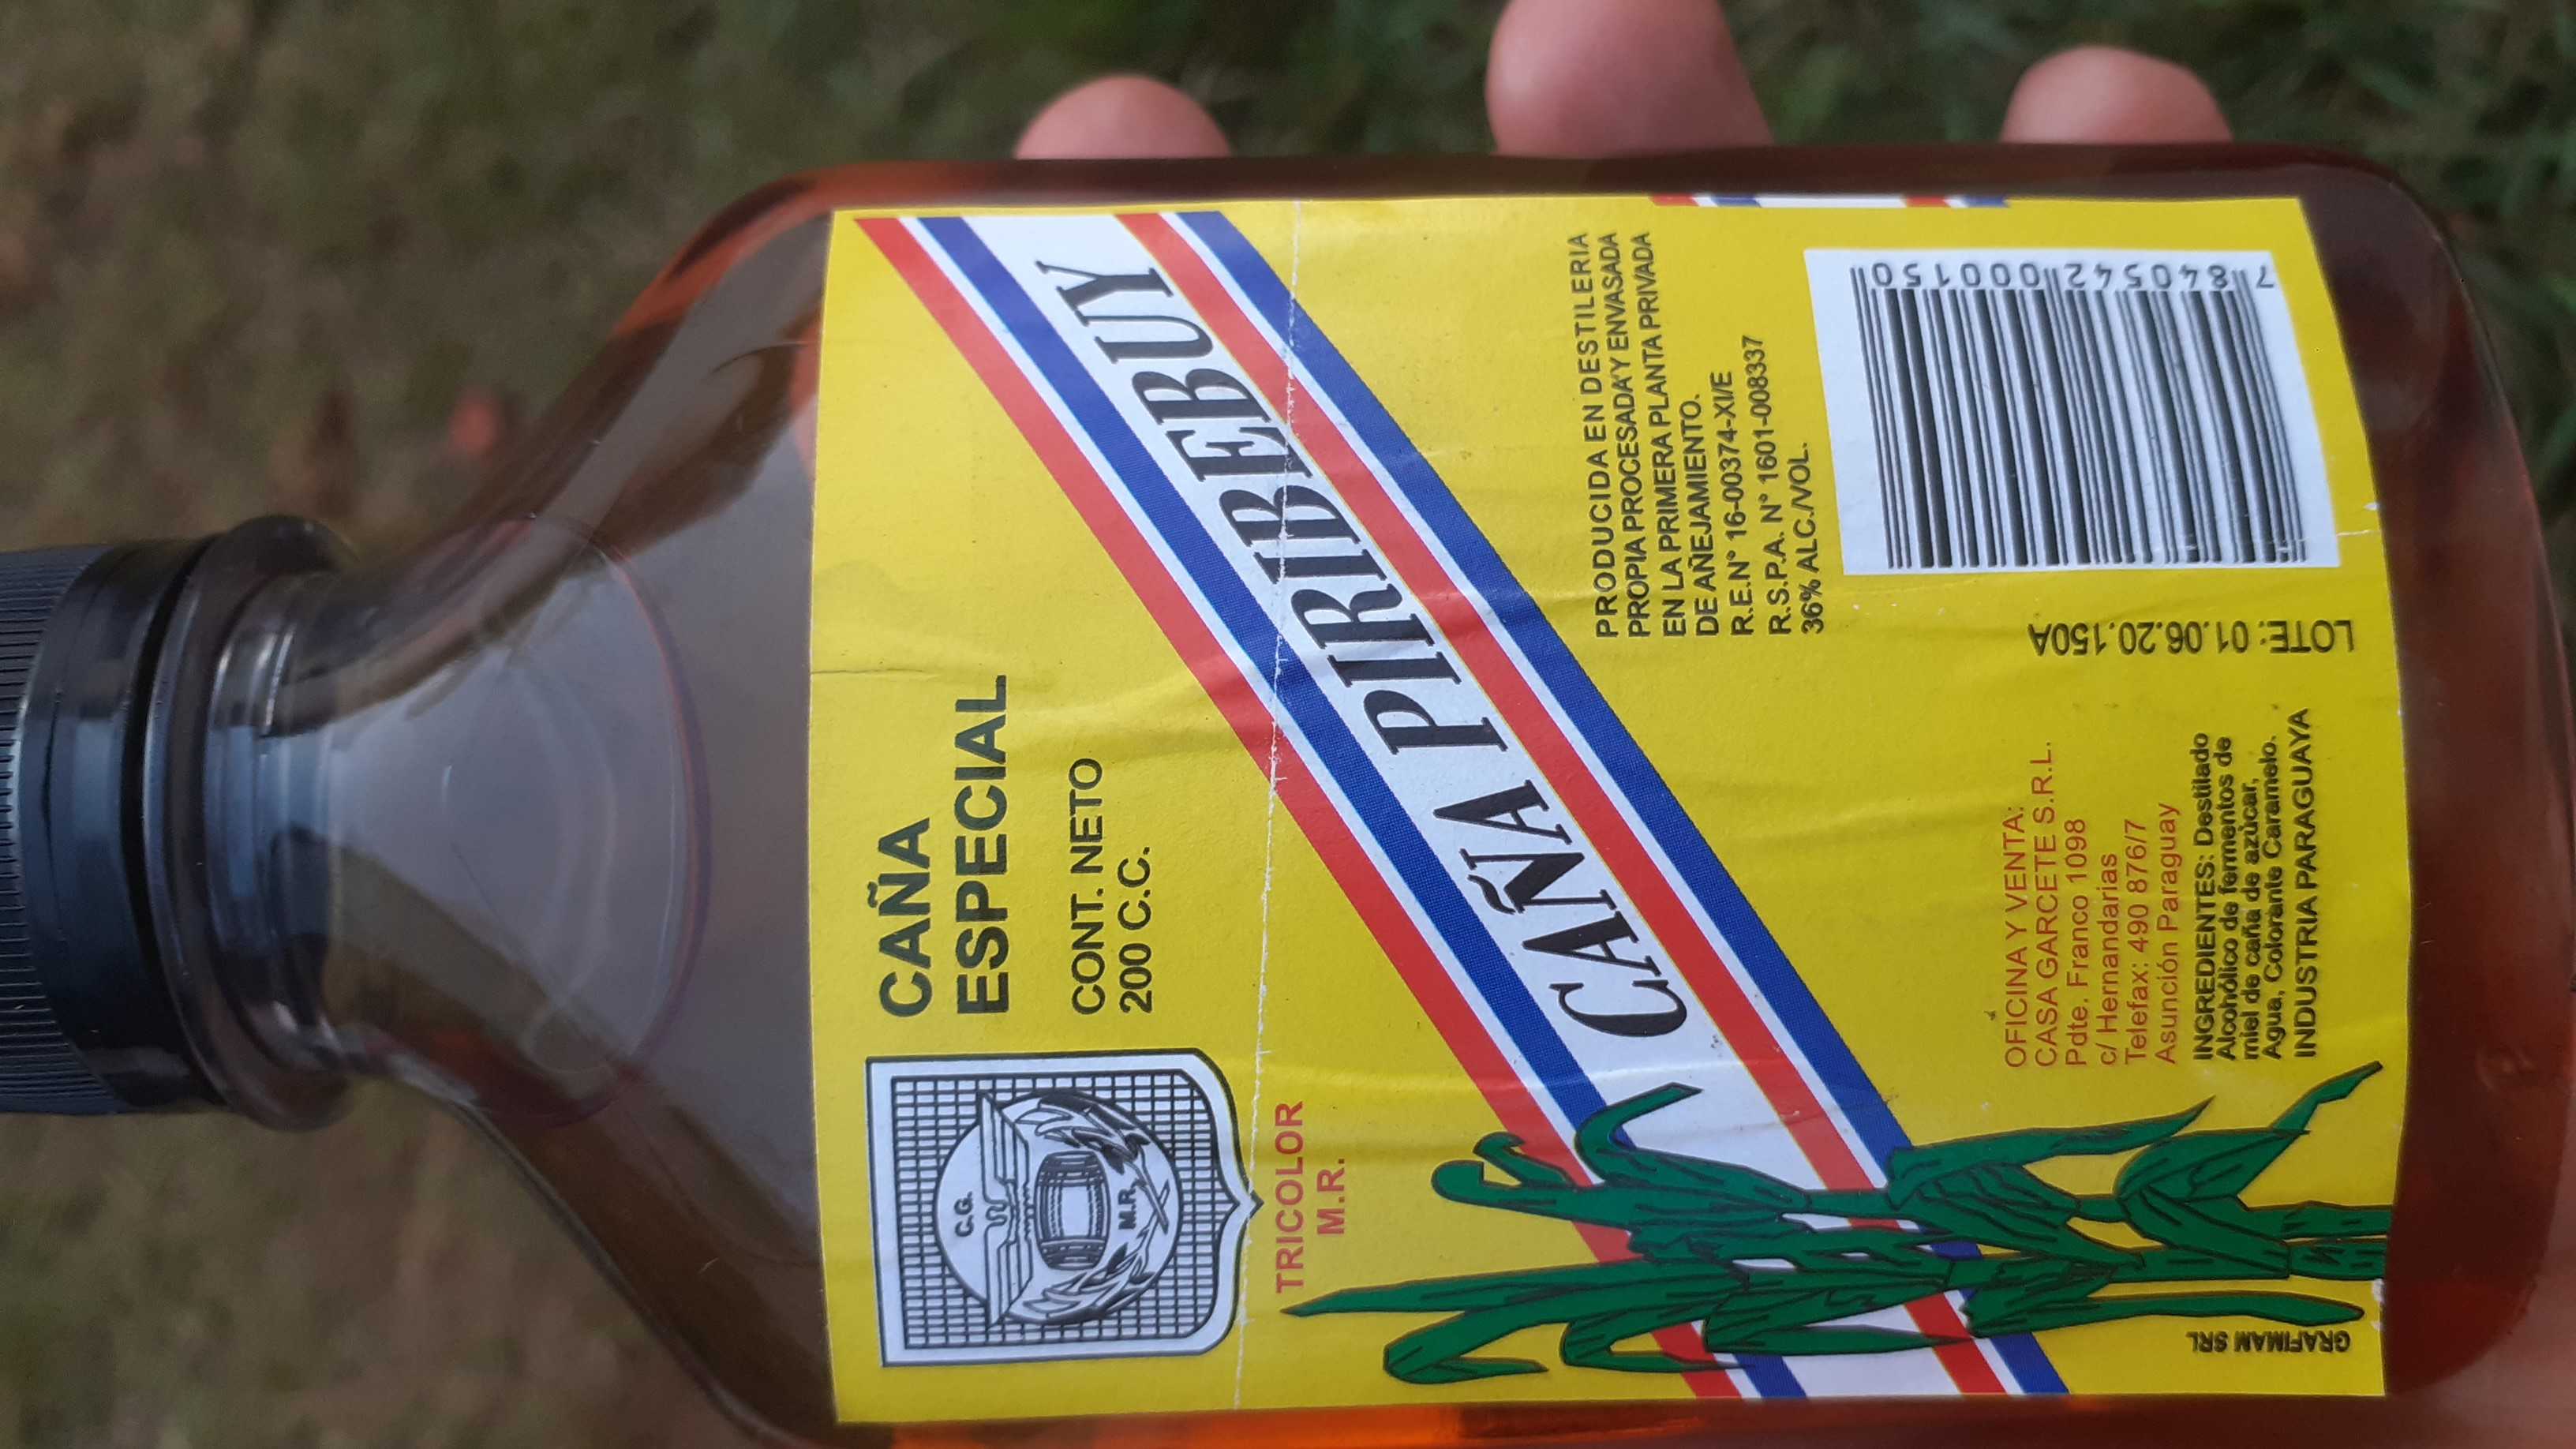 CAÑA
ESPECIAL
CONT. NETO
200 C.C.
C.G.
M.R.
TRICOLOR
M.R.
CAÑA PIRIBEBUY
PRODUCIDA EN DESTILERIA
PROPIA PROCESADA Y ENVASADA
EN LA PRIMERA PLANTA PRIVADA
DE AÑEJAMIENTO.
R.E.N° 16-00374-XI/E
R.S.P.A. N° 1601-008337
36% ALC./VOL.
OFICINA Y VENTA:
CASA GARCETE S.R.L.
Pdte. Franco 1098
c/ Hernandarias
Telefax: 490 876/7
Asunción Paraguay
INGREDIENTES: Destilado
Alcohólico de fermentos de
miel de caña de azúcar,
Agua, Colorante Caramelo.
INDUSTRIA PARAGUAYA
LOTE: 01.06.20.150A
7 840542 000150
GRAFIMAM SRL